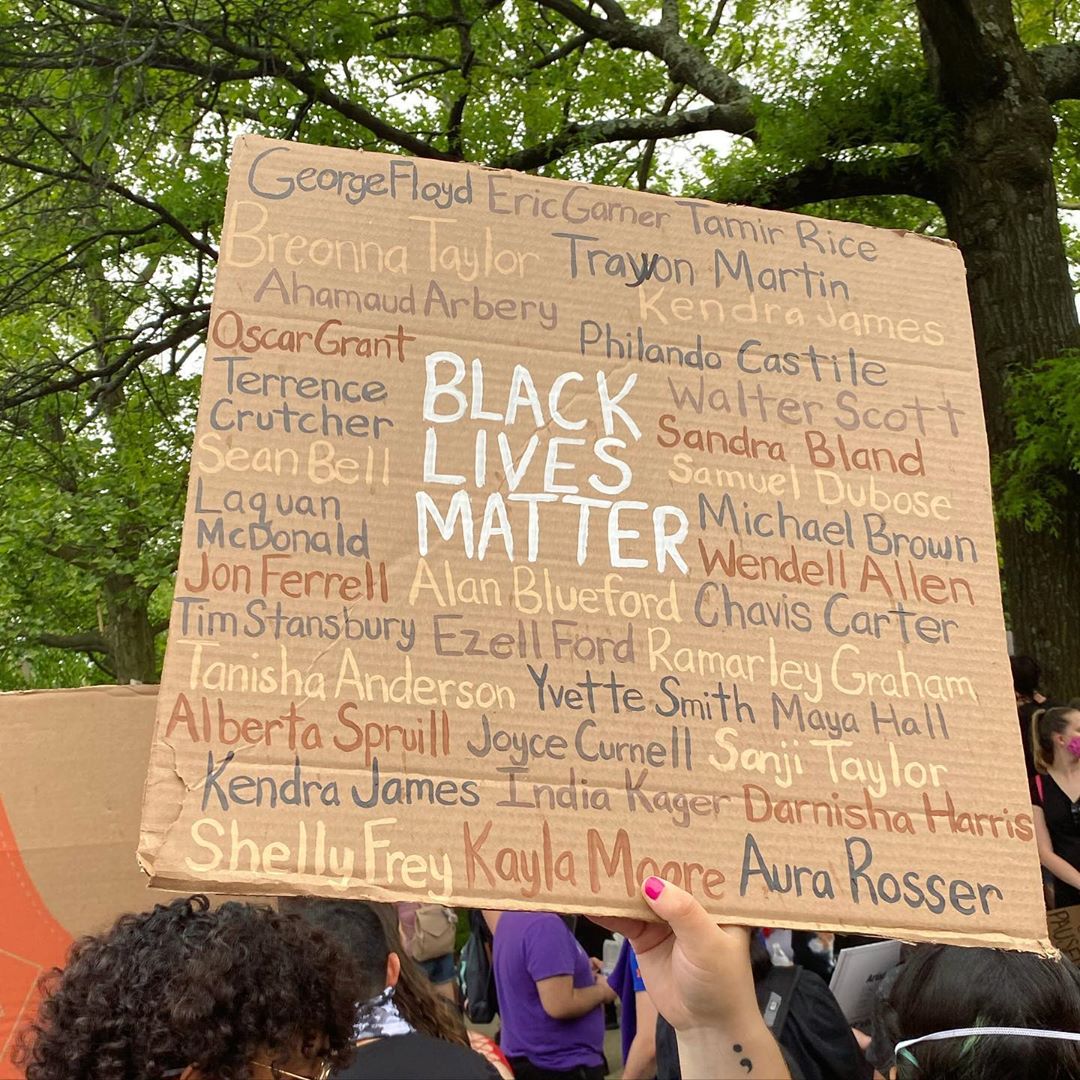 George Floyd Eric Garner Tamir Rice
Breonna Taylor Trayvon Martin
Ahamaud Arbery Kendra James
Oscar Grant Philando Castile
Terrence
Crutcher
Sean Bell
Laquan
McDonald
BLACK
LIVES
MATTER
Walter Scott
Sandra Bland
Samuel Dubose
Michael Brown
Jon Ferrell Alan Blueford Wendell Allen
Tim Stansbury Ezell Ford Chavis Carter
Tanisha Anderson Ramarley Graham
Yvette Smith Maya Hall
Alberta Spruill Joyce Curnell Sanji Taylor
Kendra James India Kager Darnisha Harris
Shelly Frey Kayla Moore Aura Rosser